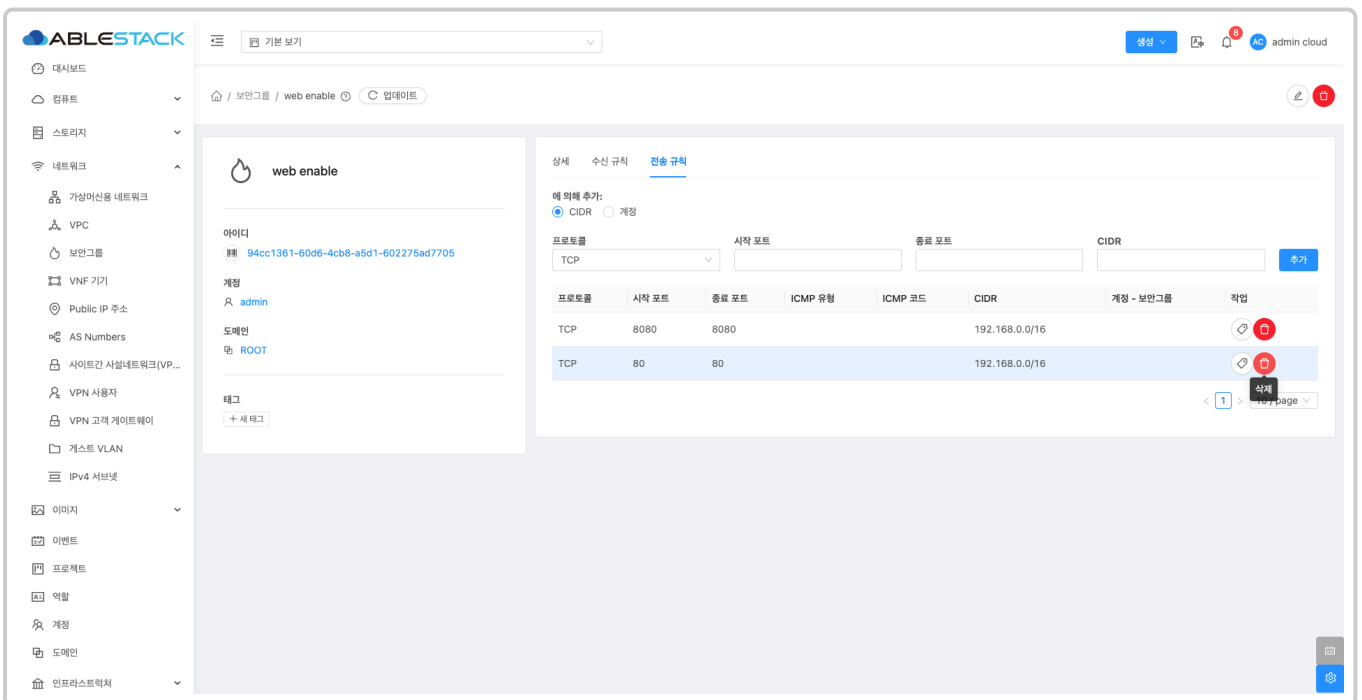 ABLESTACK
기본 보기
생성
8
AC
admin cloud
대시보드
컴퓨트
스토리지
네트워크
가상머신용 네트워크
VPC
보안그룹
VNF 기기
Public IP 주소
AS Numbers
사이트간 사설네트워크(VP...
VPN 사용자
VPN 고객 게이트웨이
게스트 VLAN
IPv4 서브넷
이미지
이벤트
프로젝트
역할
계정
도메인
인프라스트럭쳐
/ 보안그룹 / web enable
업데이트
web enable
아이디
94cc1361-60d6-4cb8-a5d1-602275ad7705
계정
admin
도메인
ROOT
태그
+ 새 태그
상세 수신 규칙 전송 규칙
에 의해 추가:
CIDR 계정
프로토콜 시작 포트 종료 포트 CIDR
TCP
추가
프로토콜 시작 포트 종료 포트 ICMP 유형 ICMP 코드 CIDR 계정 - 보안그룹 작업
TCP 8080 8080 192.168.0.0/16
TCP 80 80 192.168.0.0/16
삭제
< 1 > 10 / page